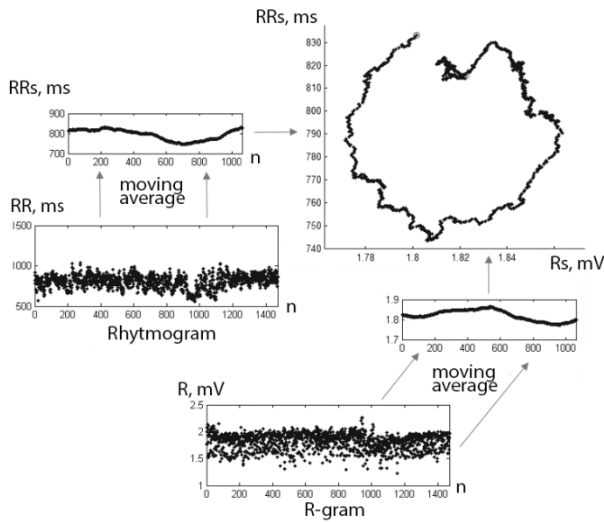 RRs, ms
830
820
810
800
790
780
770
760
750
740
1.78 1.8 1.82 1.84
Rs, mV
RRs, ms
900
800
700
0 200 400 600 800 1000
n
moving
average
RR, ms
1500
1000
500
0 200 400 600 800 1000 1200 1400
n
Rhytmogram
1.9
1.8
1.7
0 200 400 600 800 1000
n
moving
average
R, mV
2.5
2
1.5
1
0 200 400 600 800 1000 1200 1400
n
R-gram